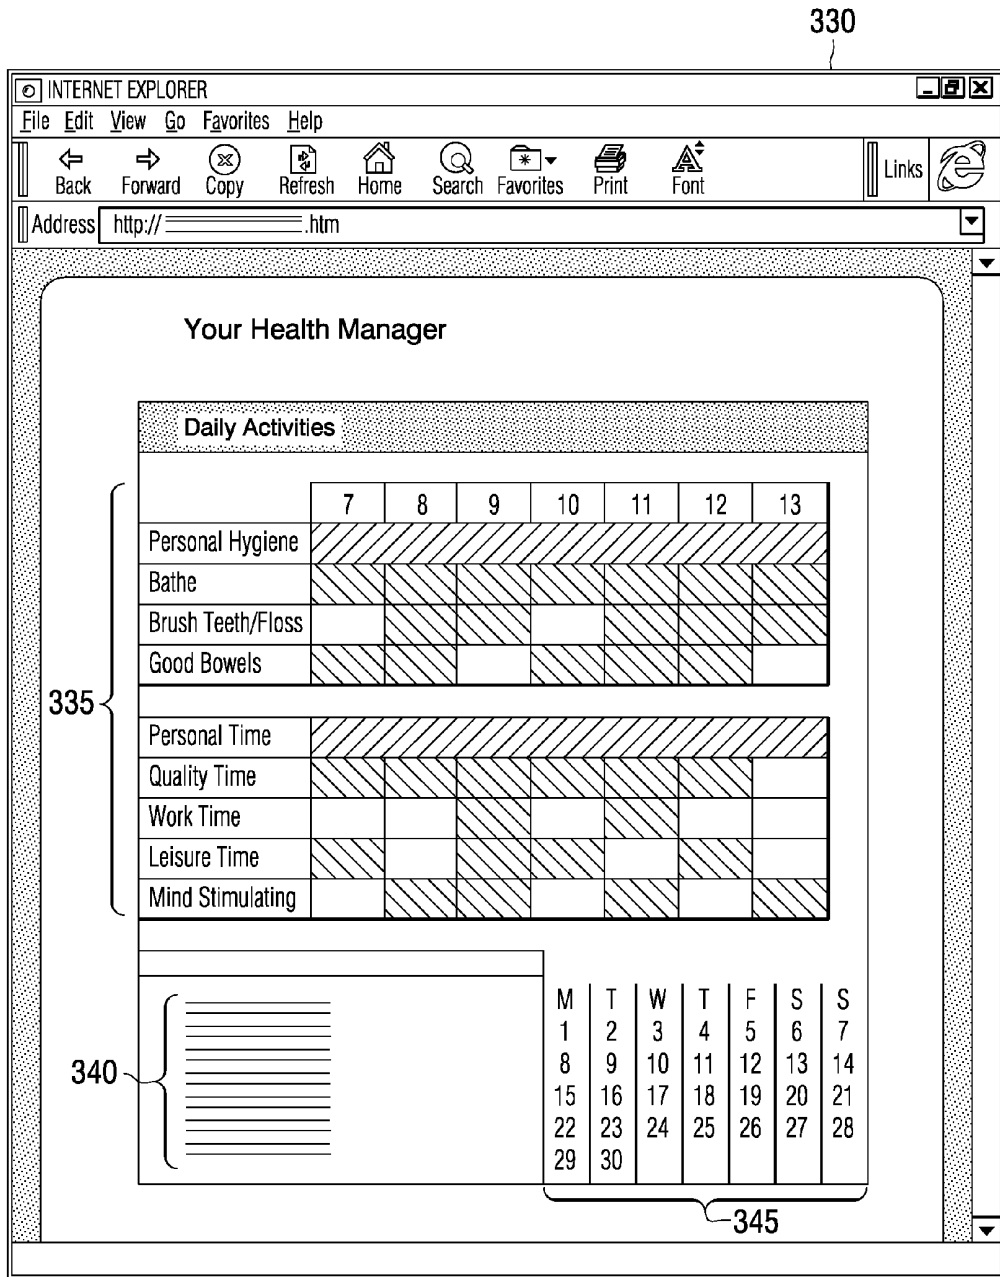 330
INTERNET EXPLORER
File Edit View Go Favorites Help
Back Forward Copy Refresh Home Search Favorites Print Font Links
Address http:// .htm
Your Health Manager
Daily Activities
7 8 9 10 11 12 13
Personal Hygiene
Bathe
Brush Teeth/Floss
Good Bowels
335
Personal Time
Quality Time
Work Time
Leisure Time
Mind Stimulating
340
M T W T F S S
1 2 3 4 5 6 7
8 9 10 11 12 13 14
15 16 17 18 19 20 21
22 23 24 25 26 27 28
29 30
345